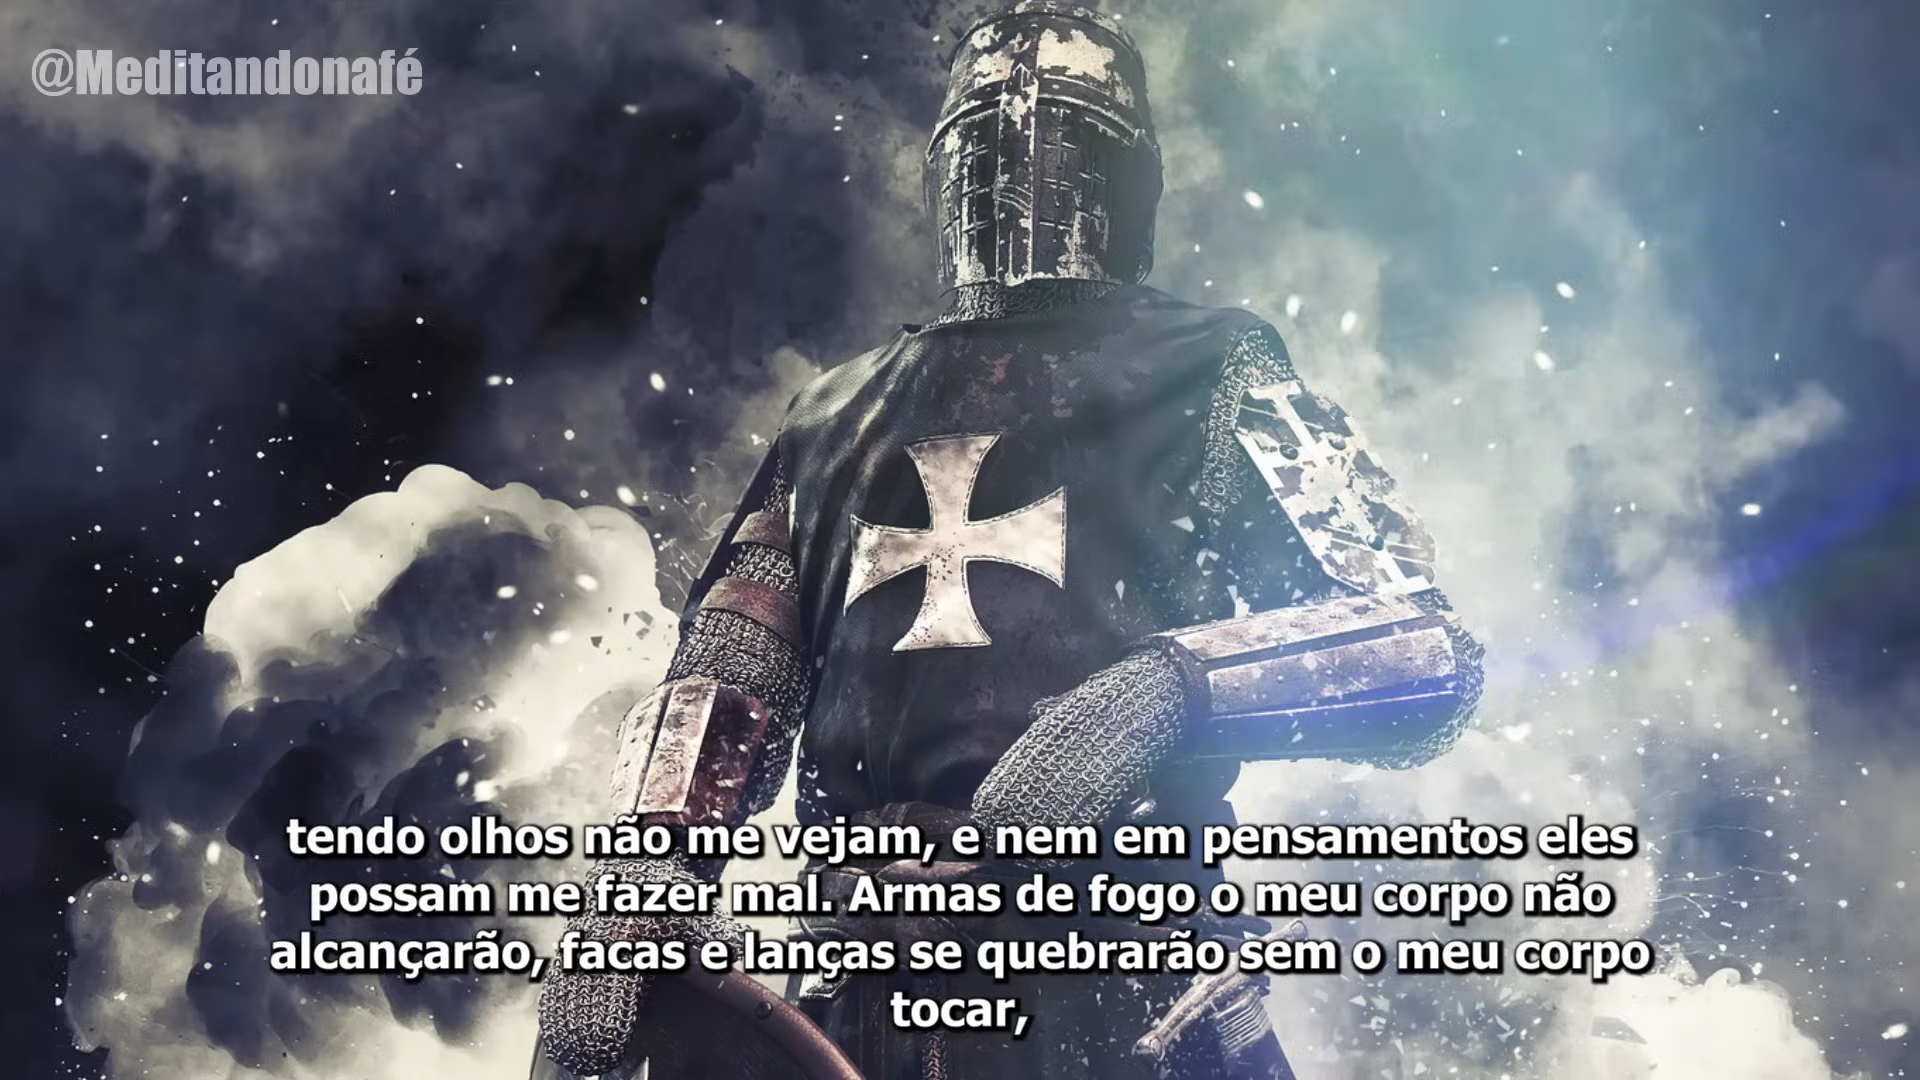 @Meditandonafé
tendo olhos não me vejam, e nem em pensamentos eles
possam me fazer mal. Armas de fogo o meu corpo não
alcançarão, facas e lanças se quebrarão sem o meu corpo
tocar,